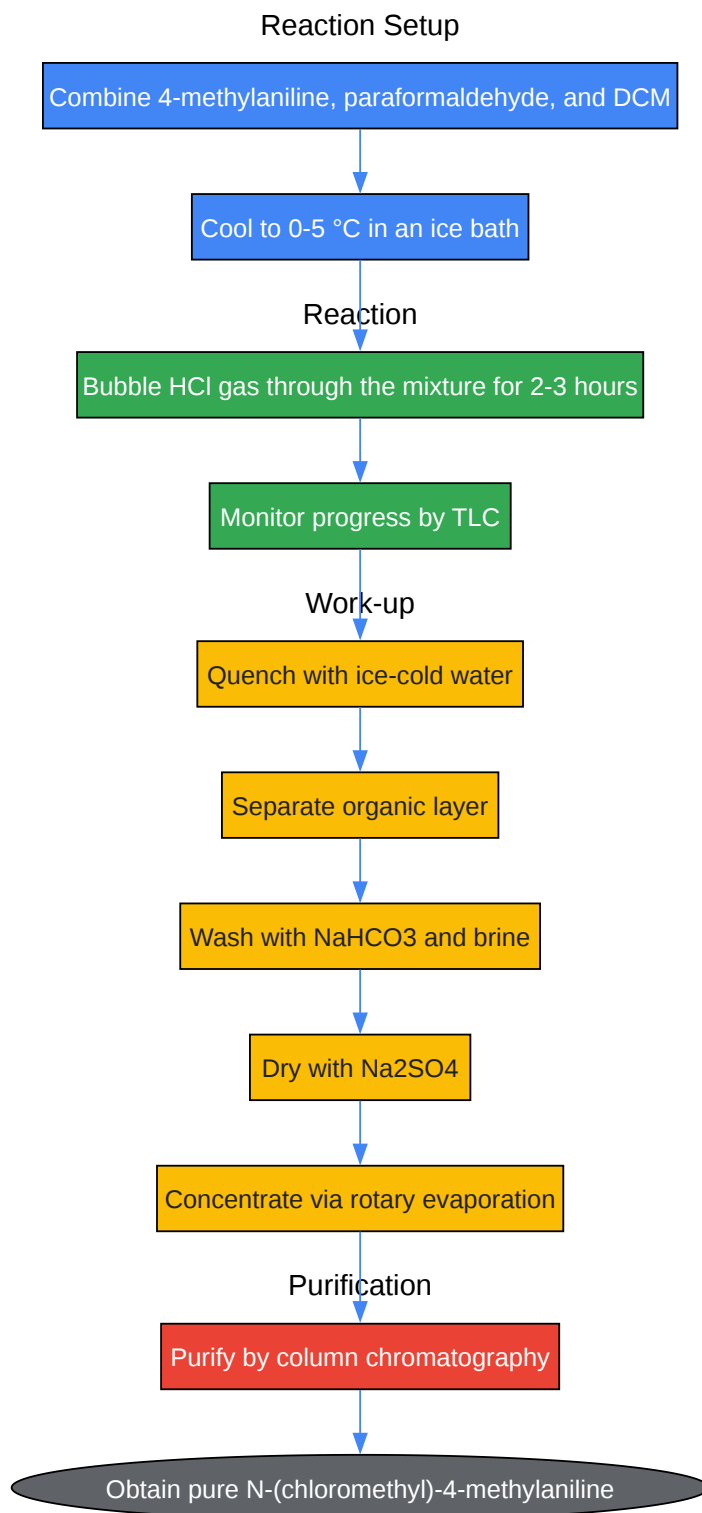 Reaction Setup
Combine 4-methylaniline, paraformaldehyde, and DCM
Cool to 0-5 °C in an ice bath
Reaction
Bubble HCl gas through the mixture for 2-3 hours
Monitor progress by TLC
Work-up
Quench with ice-cold water
Separate organic layer
Wash with NaHCO3 and brine
Dry with Na2SO4
Concentrate via rotary evaporation
Purification
Purify by column chromatography
Obtain pure N-(chloromethyl)-4-methylaniline